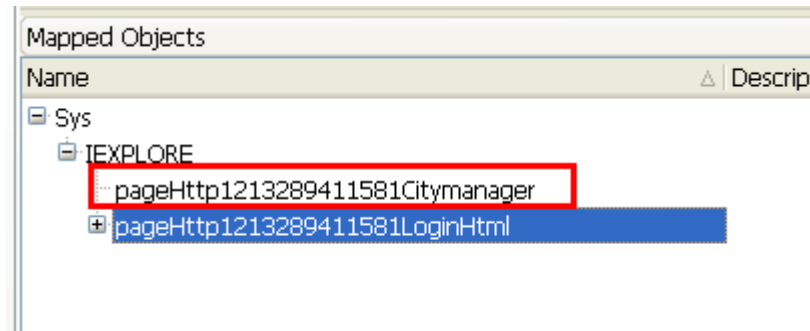 Mapped Objects
Name Descrip
Sys
IEXPLORE
pageHttp1213289411581Citymanager
pageHttp1213289411581LoginHtml